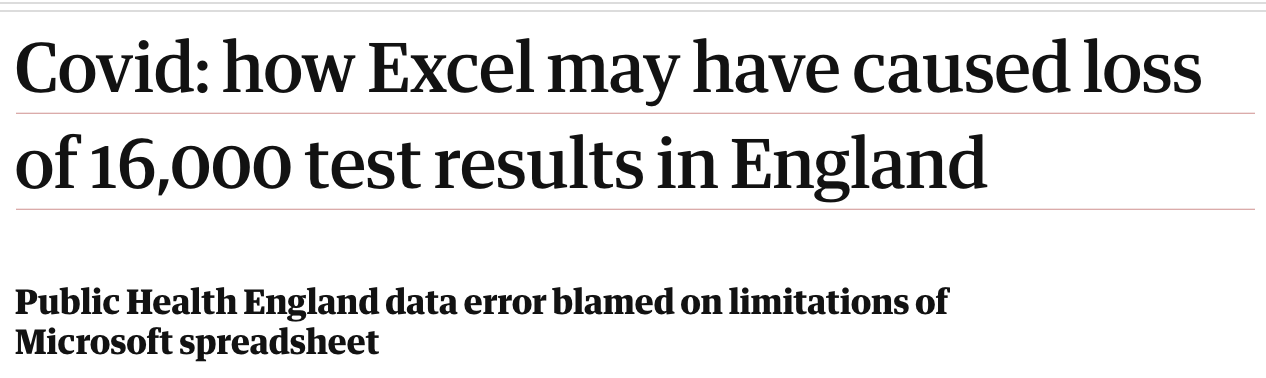 Covid: how Excel may have caused loss
of 16,000 test results in England
Public Health England data error blamed on limitations of
Microsoft spreadsheet